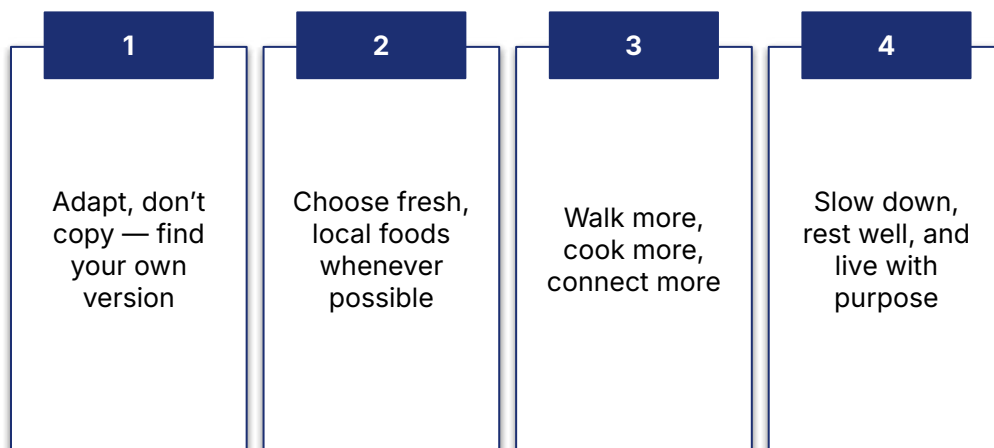 1
Adapt, don’t
copy — find
your own
version
2
Choose fresh,
local foods
whenever
possible
3
Walk more,
cook more,
connect more
4
Slow down,
rest well, and
live with
purpose